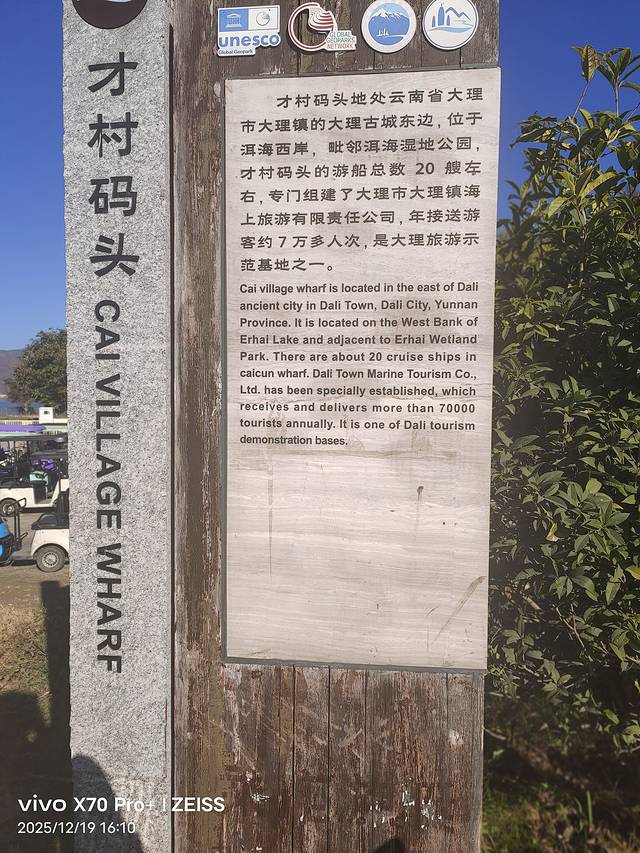 才村码头 CAI VILLAGE WHARF
unesco
Global Geopark
GLOBAL
GEOPARKS
NETWORK
才村码头地处云南省大理
市大理镇的大理古城东边，位于
洱海西岸，毗邻洱海湿地公园，
才村码头的游船总数 20 艘左
右，专门组建了大理市大理镇海
上旅游有限责任公司，年接送游
客约 7 万多人次，是大理旅游示
范基地之一。
Cai village wharf is located in the east of Dali
ancient city in Dali Town, Dali City, Yunnan
Province. It is located on the West Bank of
Erhai Lake and adjacent to Erhai Wetland
Park. There are about 20 cruise ships in
caicun wharf. Dali Town Marine Tourism Co.,
Ltd. has been specially established, which
receives and delivers more than 70000
tourists annually. It is one of Dali tourism
demonstration bases.
vivo X70 Pro+ | ZEISS
2025/12/19 16:10